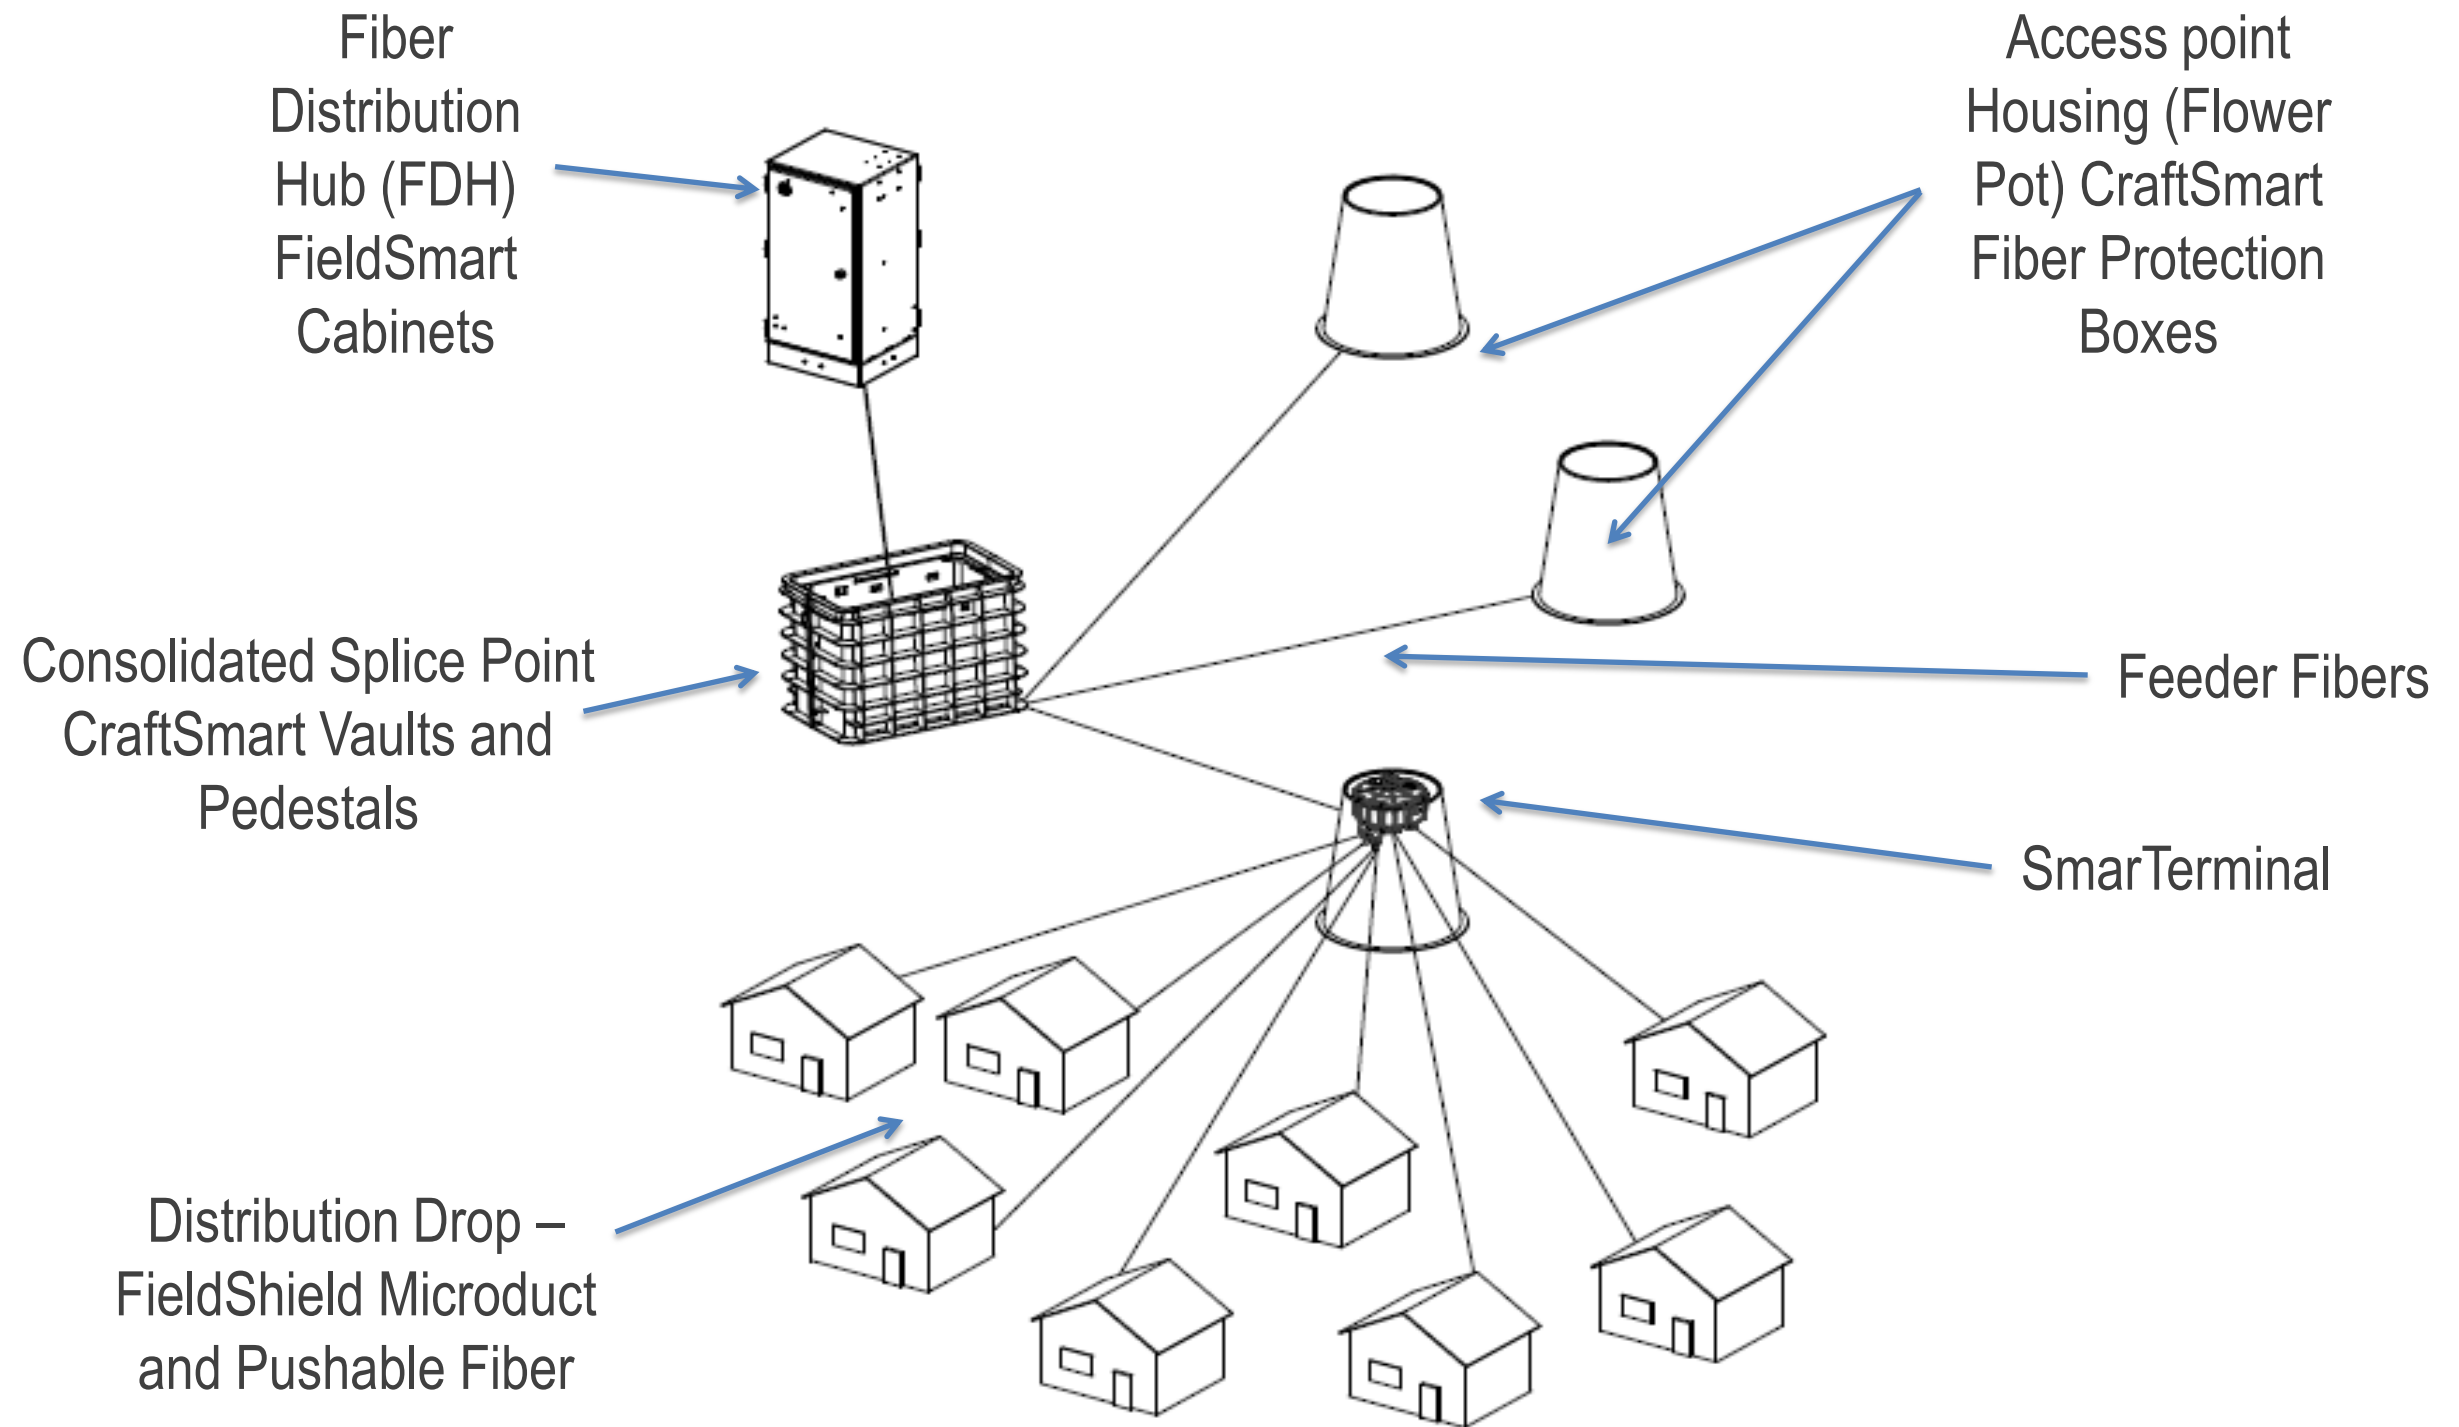 Fiber
Distribution
Hub (FDH)
FieldSmart
Cabinets
Access point
Housing (Flower
Pot) CraftSmart
Fiber Protection
Boxes
Consolidated Splice Point
CraftSmart Vaults and
Pedestals
Feeder Fibers
SmarTerminal
Distribution Drop –
FieldShield Microduct
and Pushable Fiber